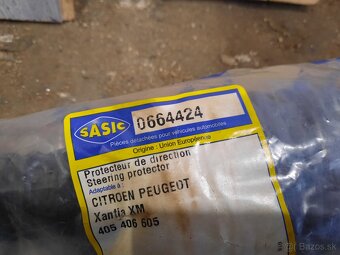 SASIC
0664424
Pièces détachées pour véhicules automobiles
Origine : Union Européenne
Protecteur de direction
Steering protector
Adaptable à :
CITROEN PEUGEOT
Xantia XM
405 406 605
bazos.sk